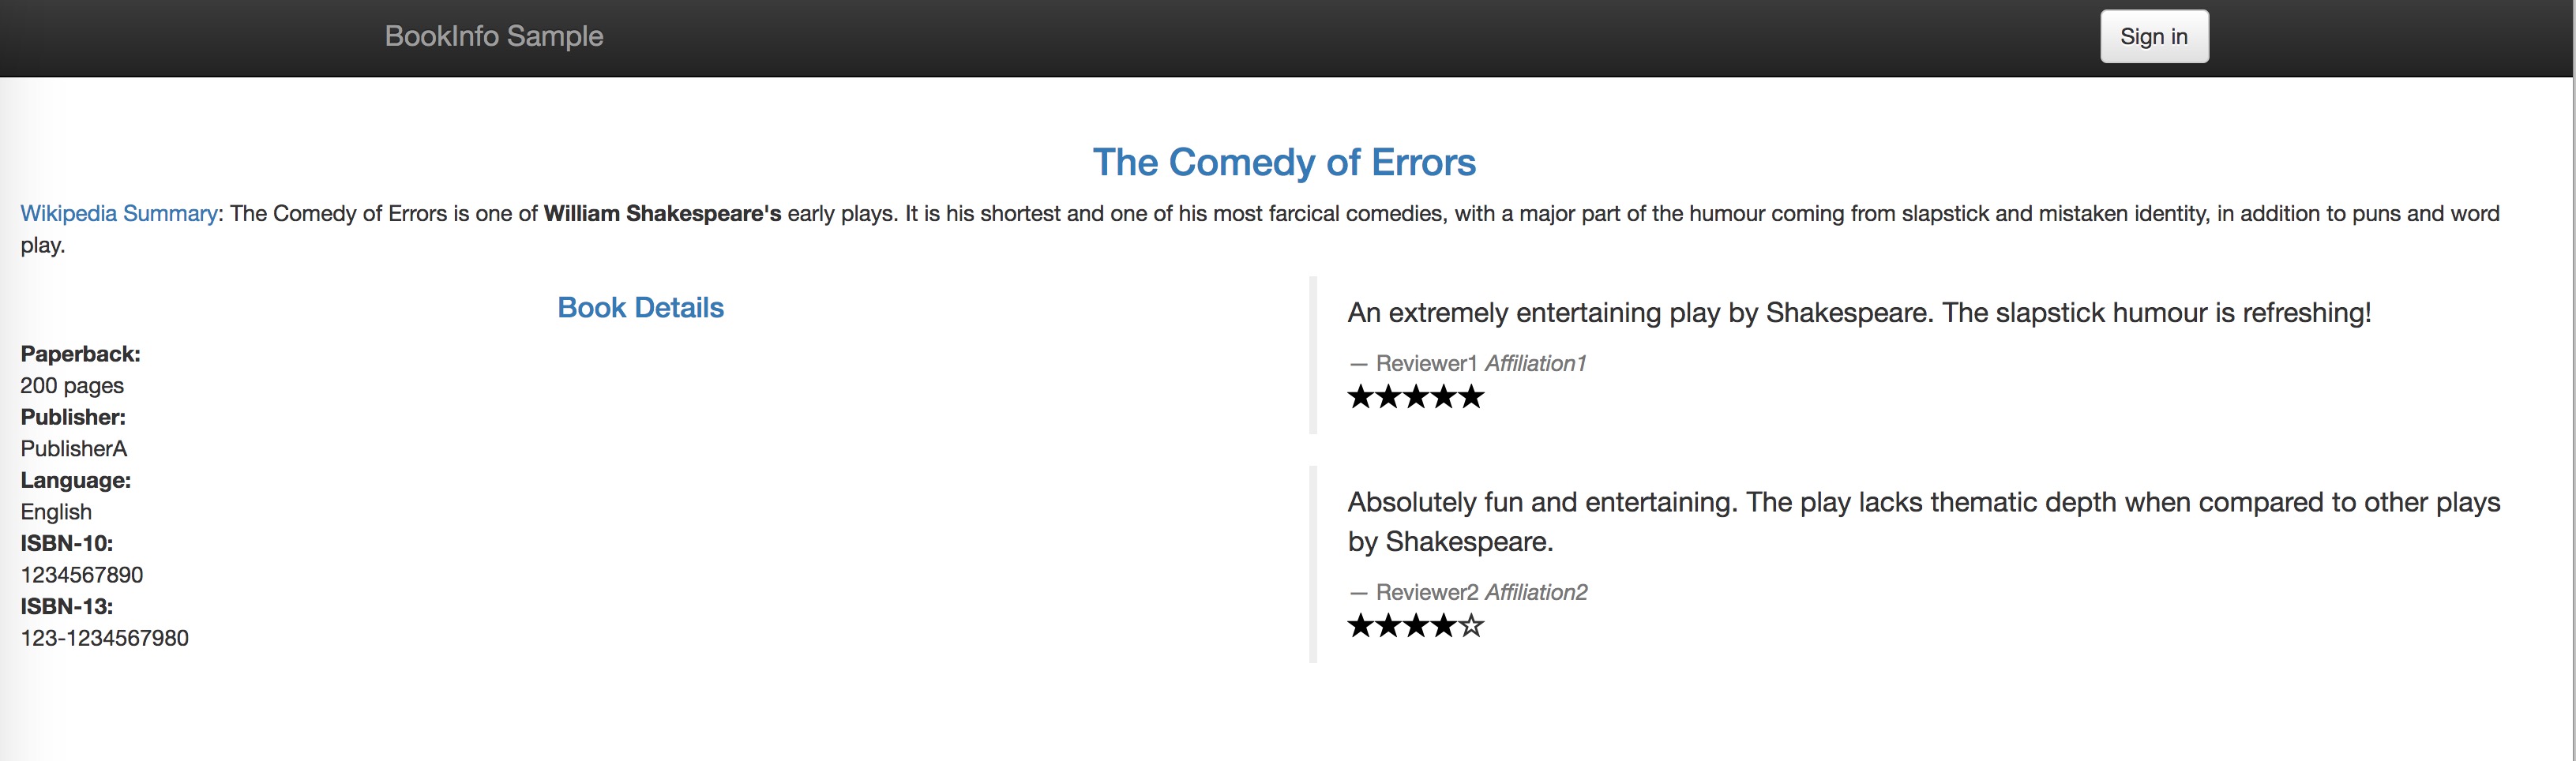 BookInfo Sample
Sign in
The Comedy of Errors
Wikipedia Summary: The Comedy of Errors is one of William Shakespeare's early plays. It is his shortest and one of his most farcical comedies, with a major part of the humour coming from slapstick and mistaken identity, in addition to puns and word
play.
Book Details
Paperback:
200 pages
Publisher:
PublisherA
Language:
English
ISBN-10:
1234567890
ISBN-13:
123-1234567980
An extremely entertaining play by Shakespeare. The slapstick humour is refreshing!
— Reviewer1 Affiliation1
★★★★★
Absolutely fun and entertaining. The play lacks thematic depth when compared to other plays
by Shakespeare.
— Reviewer2 Affiliation2
★★★★☆